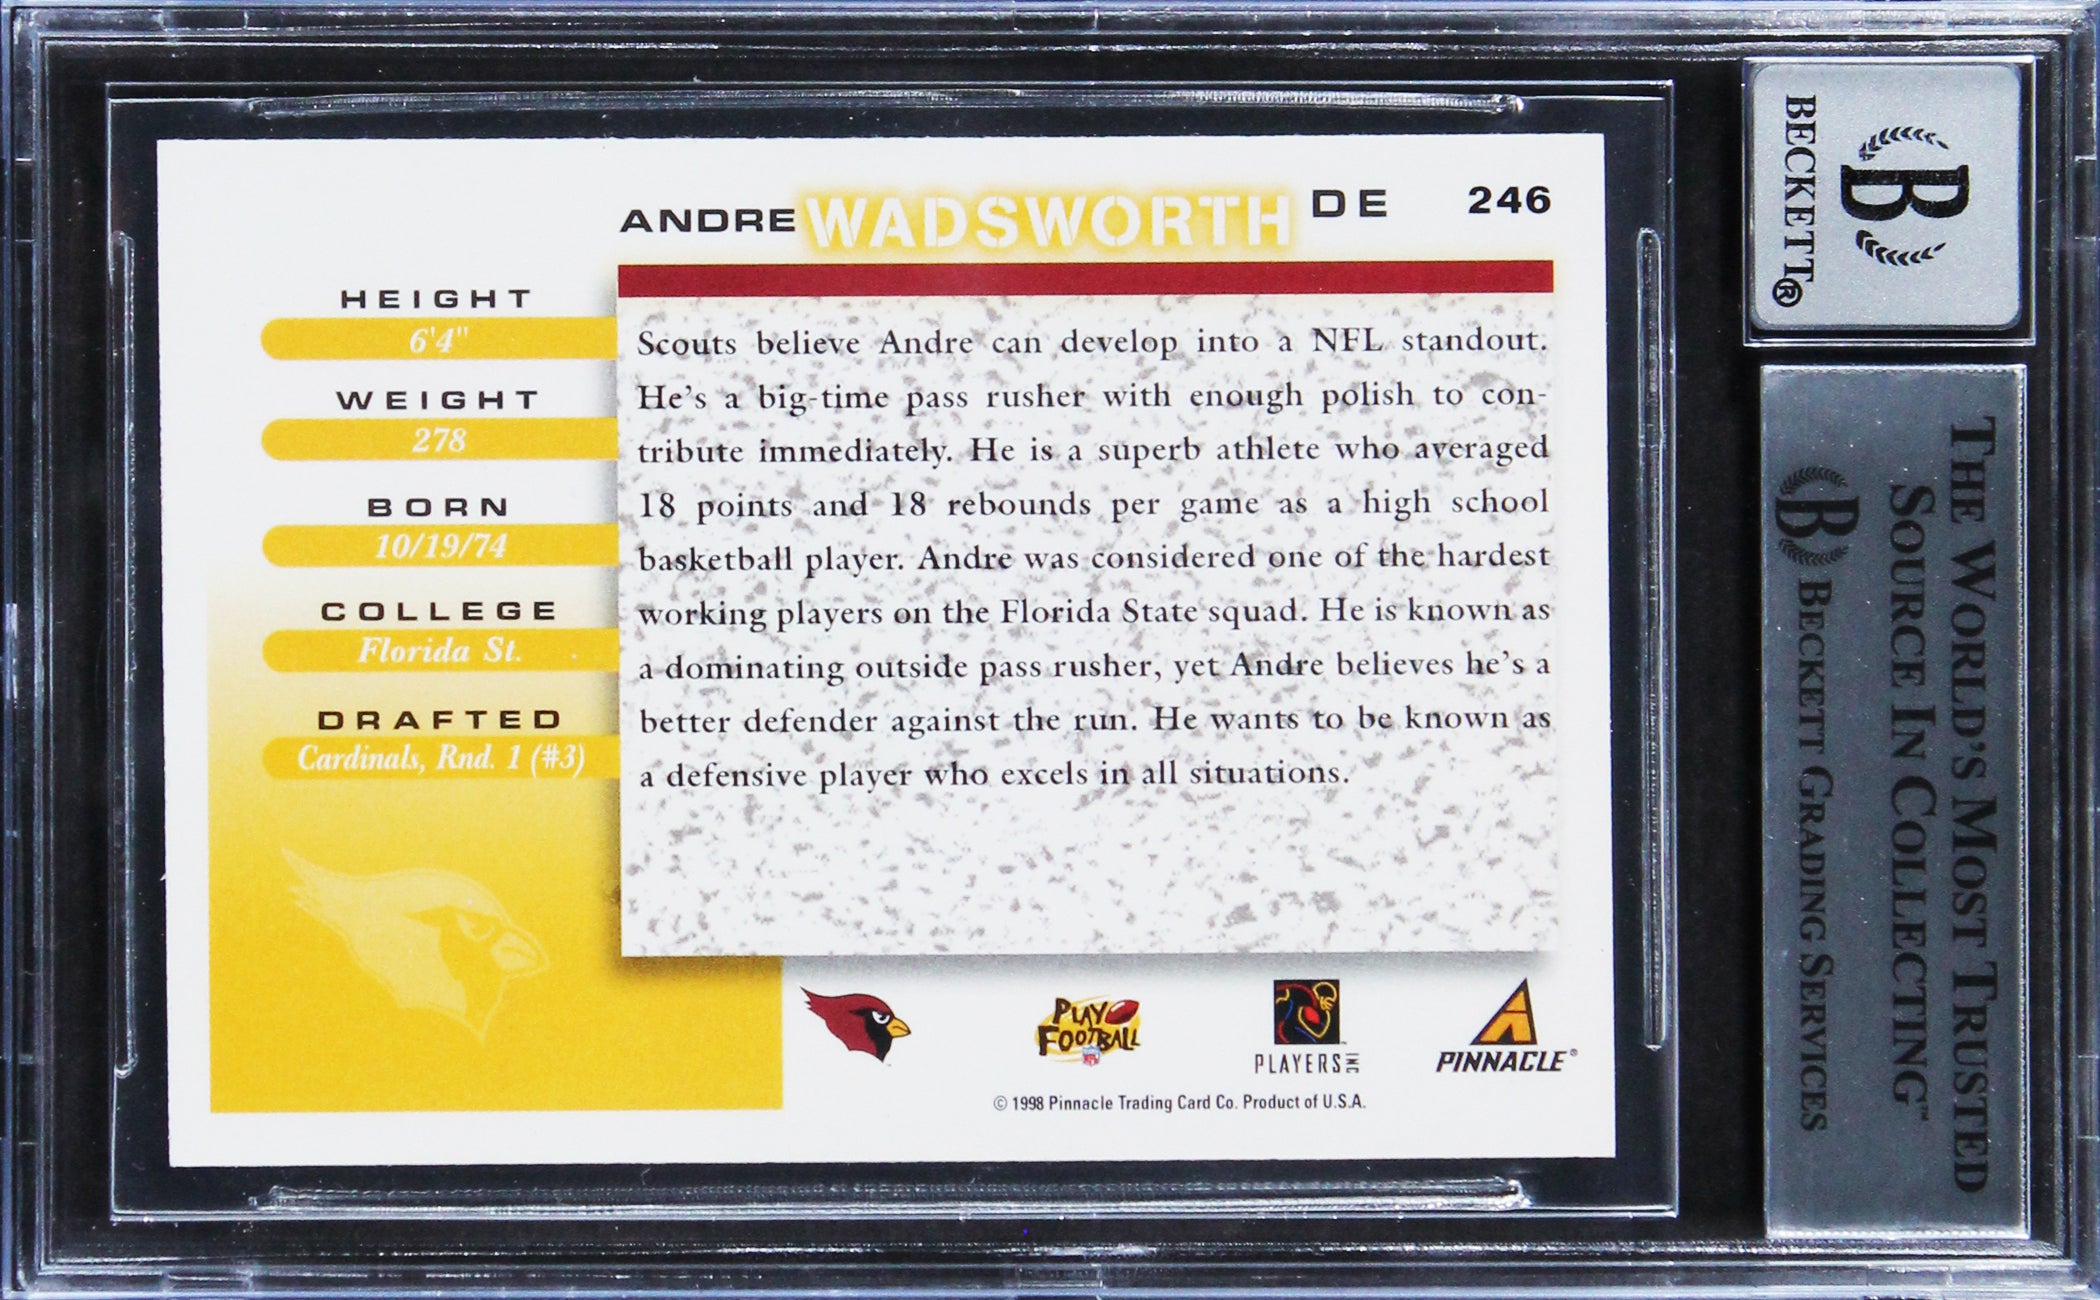 ANDRE WADSWORTH DE 246
HEIGHT
6'4"
WEIGHT
278
BORN
10/19/74
COLLEGE
Florida St.
DRAFTED
Cardinals, Rnd. 1 (#3)
Scouts believe Andre can develop into a NFL standout.
He's a big-time pass rusher with enough polish to con-
tribute immediately. He is a superb athlete who averaged
18 points and 18 rebounds per game as a high school
basketball player. Andre was considered one of the hardest
working players on the Florida State squad. He is known as
a dominating outside pass rusher, yet Andre believes he's a
better defender against the run. He wants to be known as
a defensive player who excels in all situations.
PLAY
FOOTBALL
NFL
PLAYERS INC
PINNACLE®
© 1998 Pinnacle Trading Card Co. Product of U.S.A.
B
BECKETT®
THE WORLD'S MOST TRUSTED
SOURCE IN COLLECTING™
B BECKETT GRADING SERVICES